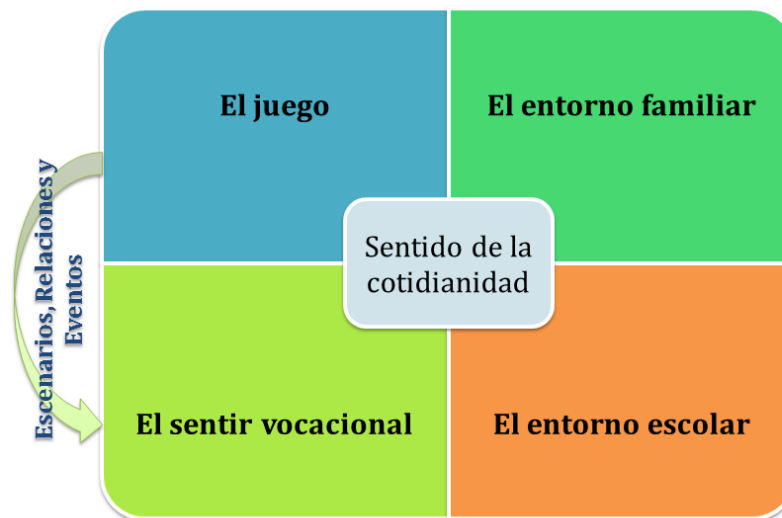 El juego
El entorno familiar
Escenarios, Relaciones y
Eventos
Sentido de la
cotidianidad
El sentir vocacional
El entorno escolar